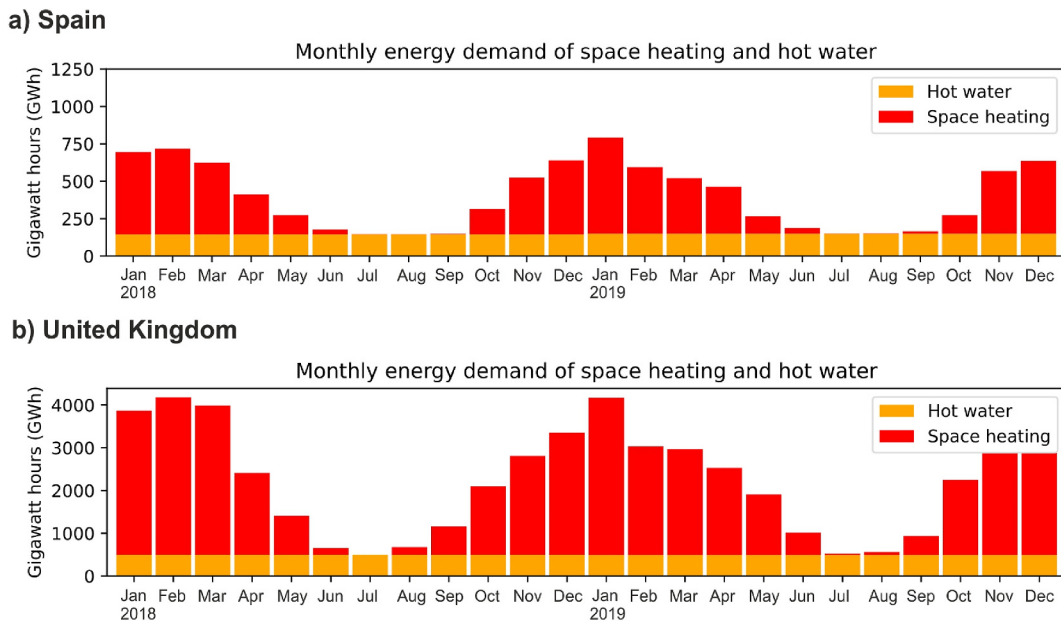 a) Spain
Monthly energy demand of space heating and hot water
Gigawatt hours (GWh)
1250
1000
750
500
250
0
Hot water
Space heating
Jan Feb Mar Apr May Jun Jul Aug Sep Oct Nov Dec Jan Feb Mar Apr May Jun Jul Aug Sep Oct Nov Dec
2018 2019
b) United Kingdom
Monthly energy demand of space heating and hot water
Gigawatt hours (GWh)
4000
3000
2000
1000
0
Hot water
Space heating
Jan Feb Mar Apr May Jun Jul Aug Sep Oct Nov Dec Jan Feb Mar Apr May Jun Jul Aug Sep Oct Nov Dec
2018 2019